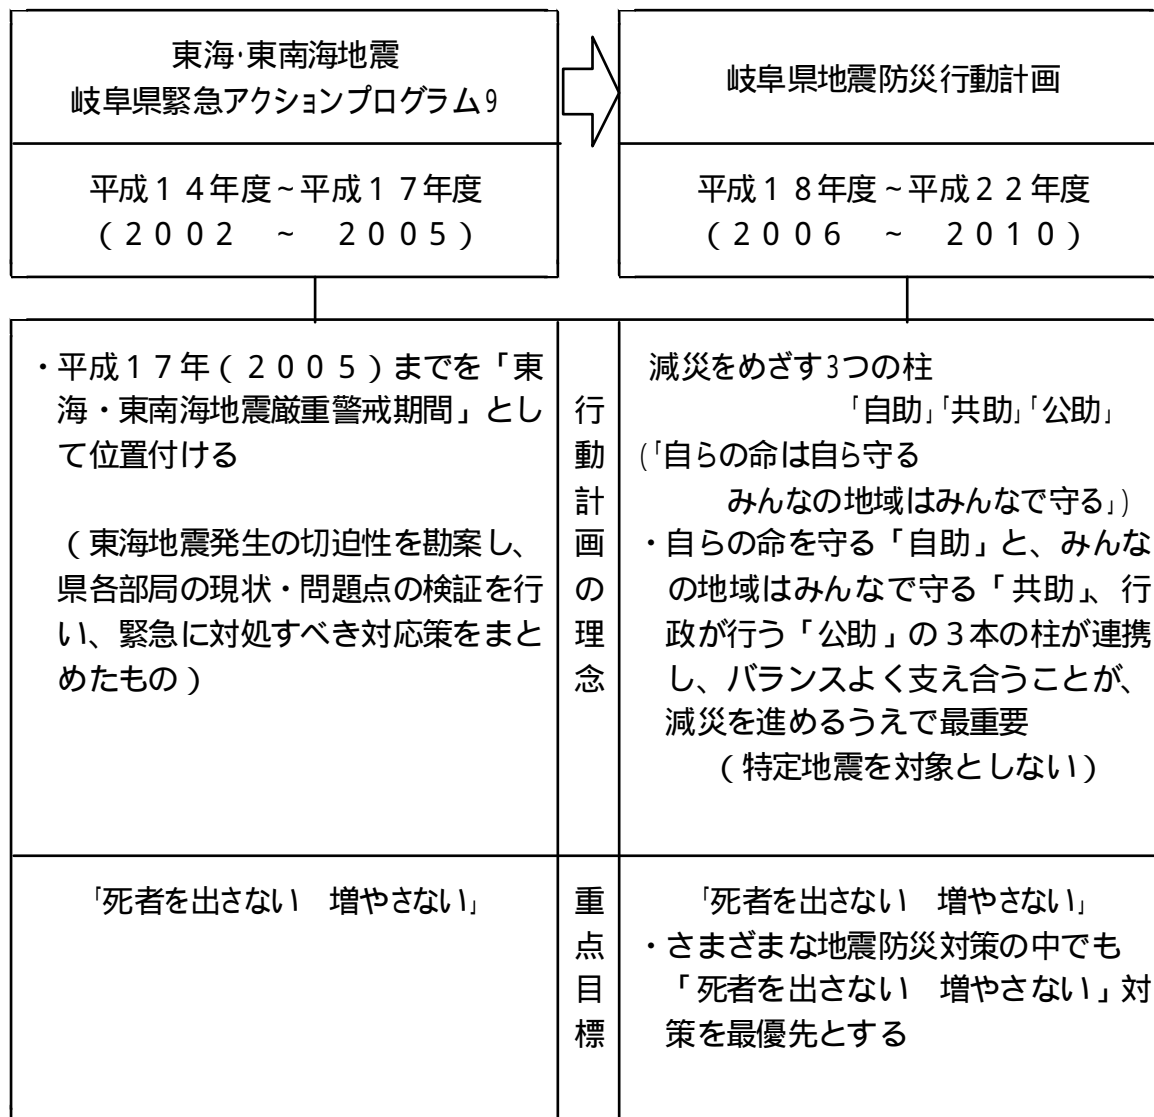 東海・東南海地震
岐阜県緊急アクションプログラム9
平成14年度~平成17年度
(2002 ~ 2005)
岐阜県地震防災行動計画
平成18年度~平成22年度
(2006 ~ 2010)
・平成17年(2005)までを「東
海・東南海地震厳重警戒期間」とし
て位置付ける
(東海地震発生の切迫性を勘案し、
県各部局の現状・問題点の検証を行
い、緊急に対処すべき対応策をまと
めたもの)
行動計画の理念
減災をめざす3つの柱
「自助」「共助」「公助」
(「自らの命は自ら守る
みんなの地域はみんなで守る」)
・自らの命を守る「自助」と、みんな
の地域はみんなで守る「共助」、行
政が行う「公助」の3本の柱が連携
し、バランスよく支え合うことが、
減災を進めるうえで最重要
(特定地震を対象としない)
「死者を出さない 増やさない」
重点目標
「死者を出さない 増やさない」
・さまざまな地震防災対策の中でも
「死者を出さない 増やさない」対
策を最優先とする